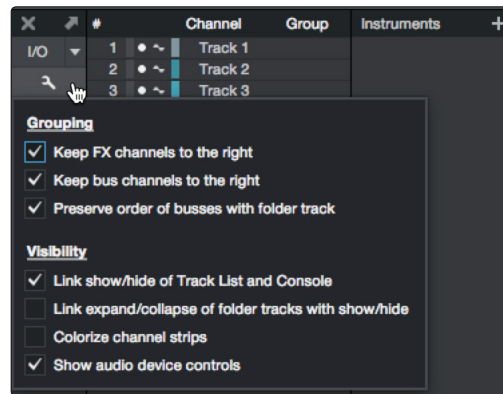 # Channel Group Instruments +
I/O 1 Track 1
2 Track 2
3 Track 3
Grouping
Keep FX channels to the right
Keep bus channels to the right
Preserve order of busses with folder track
Visibility
Link show/hide of Track List and Console
Link expand/collapse of folder tracks with show/hide
Colorize channel strips
Show audio device controls